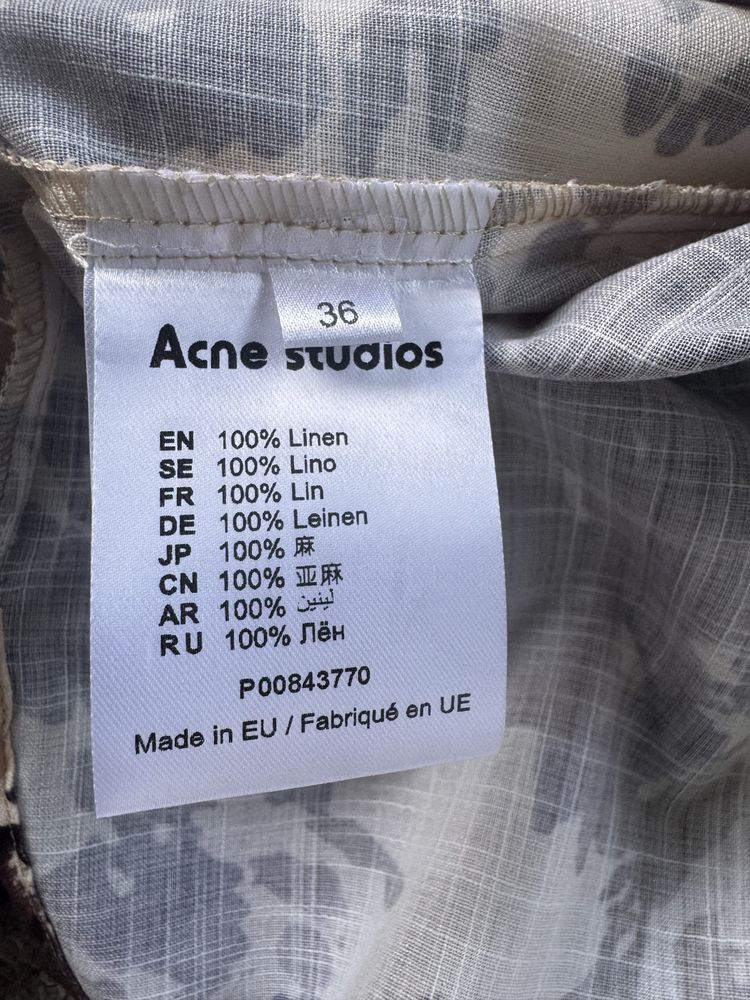 36
Acne studios
EN 100% Linen
SE 100% Lino
FR 100% Lin
DE 100% Leinen
JP 100% 麻
CN 100% 亚麻
AR 100% لينين
RU 100% Лён
P00843770
Made in EU / Fabriqué en UE